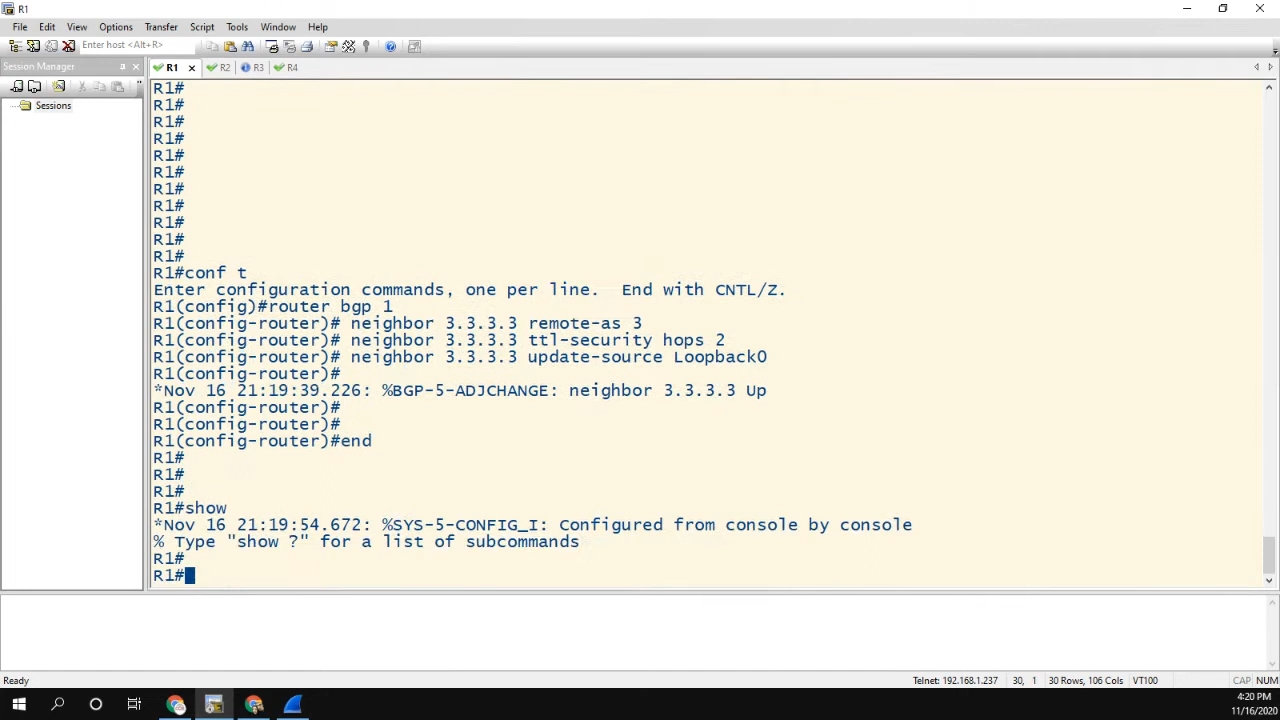 R1
File Edit View Options Transfer Script Tools Window Help
Enter host <Alt+R>
Session Manager
R1 R2 R3 R4
Sessions
R1#
R1#
R1#
R1#
R1#
R1#
R1#
R1#
R1#
R1#
R1#
R1#conf t
Enter configuration commands, one per line.  End with CNTL/Z.
R1(config)#router bgp 1
R1(config-router)# neighbor 3.3.3.3 remote-as 3
R1(config-router)# neighbor 3.3.3.3 ttl-security hops 2
R1(config-router)# neighbor 3.3.3.3 update-source Loopback0
R1(config-router)#
*Nov 16 21:19:39.226: %BGP-5-ADJCHANGE: neighbor 3.3.3.3 Up
R1(config-router)#
R1(config-router)#
R1(config-router)#end
R1#
R1#
R1#
R1#show
*Nov 16 21:19:54.672: %SYS-5-CONFIG_I: Configured from console by console
% Type "show ?" for a list of subcommands
R1#
R1#
Ready
Telnet: 192.168.1.237 30, 1 30 Rows, 106 Cols VT100 CAP NUM
4:20 PM
11/16/2020